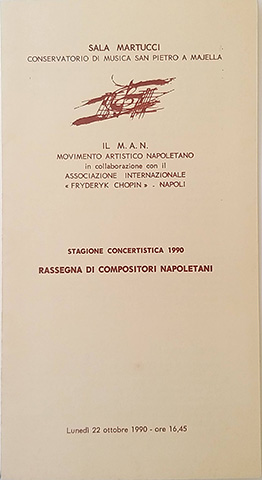 SALA MARTUCCI
CONSERVATORIO DI MUSICA SAN PIETRO A MAJELLA
IL M.A.N.
MOVIMENTO ARTISTICO NAPOLETANO
in collaborazione con il
ASSOCIAZIONE INTERNAZIONALE
« FRYDERYK CHOPIN » . NAPOLI
STAGIONE CONCERTISTICA 1990
RASSEGNA DI COMPOSITORI NAPOLETANI
Lunedì 22 ottobre 1990 - ore 16,45